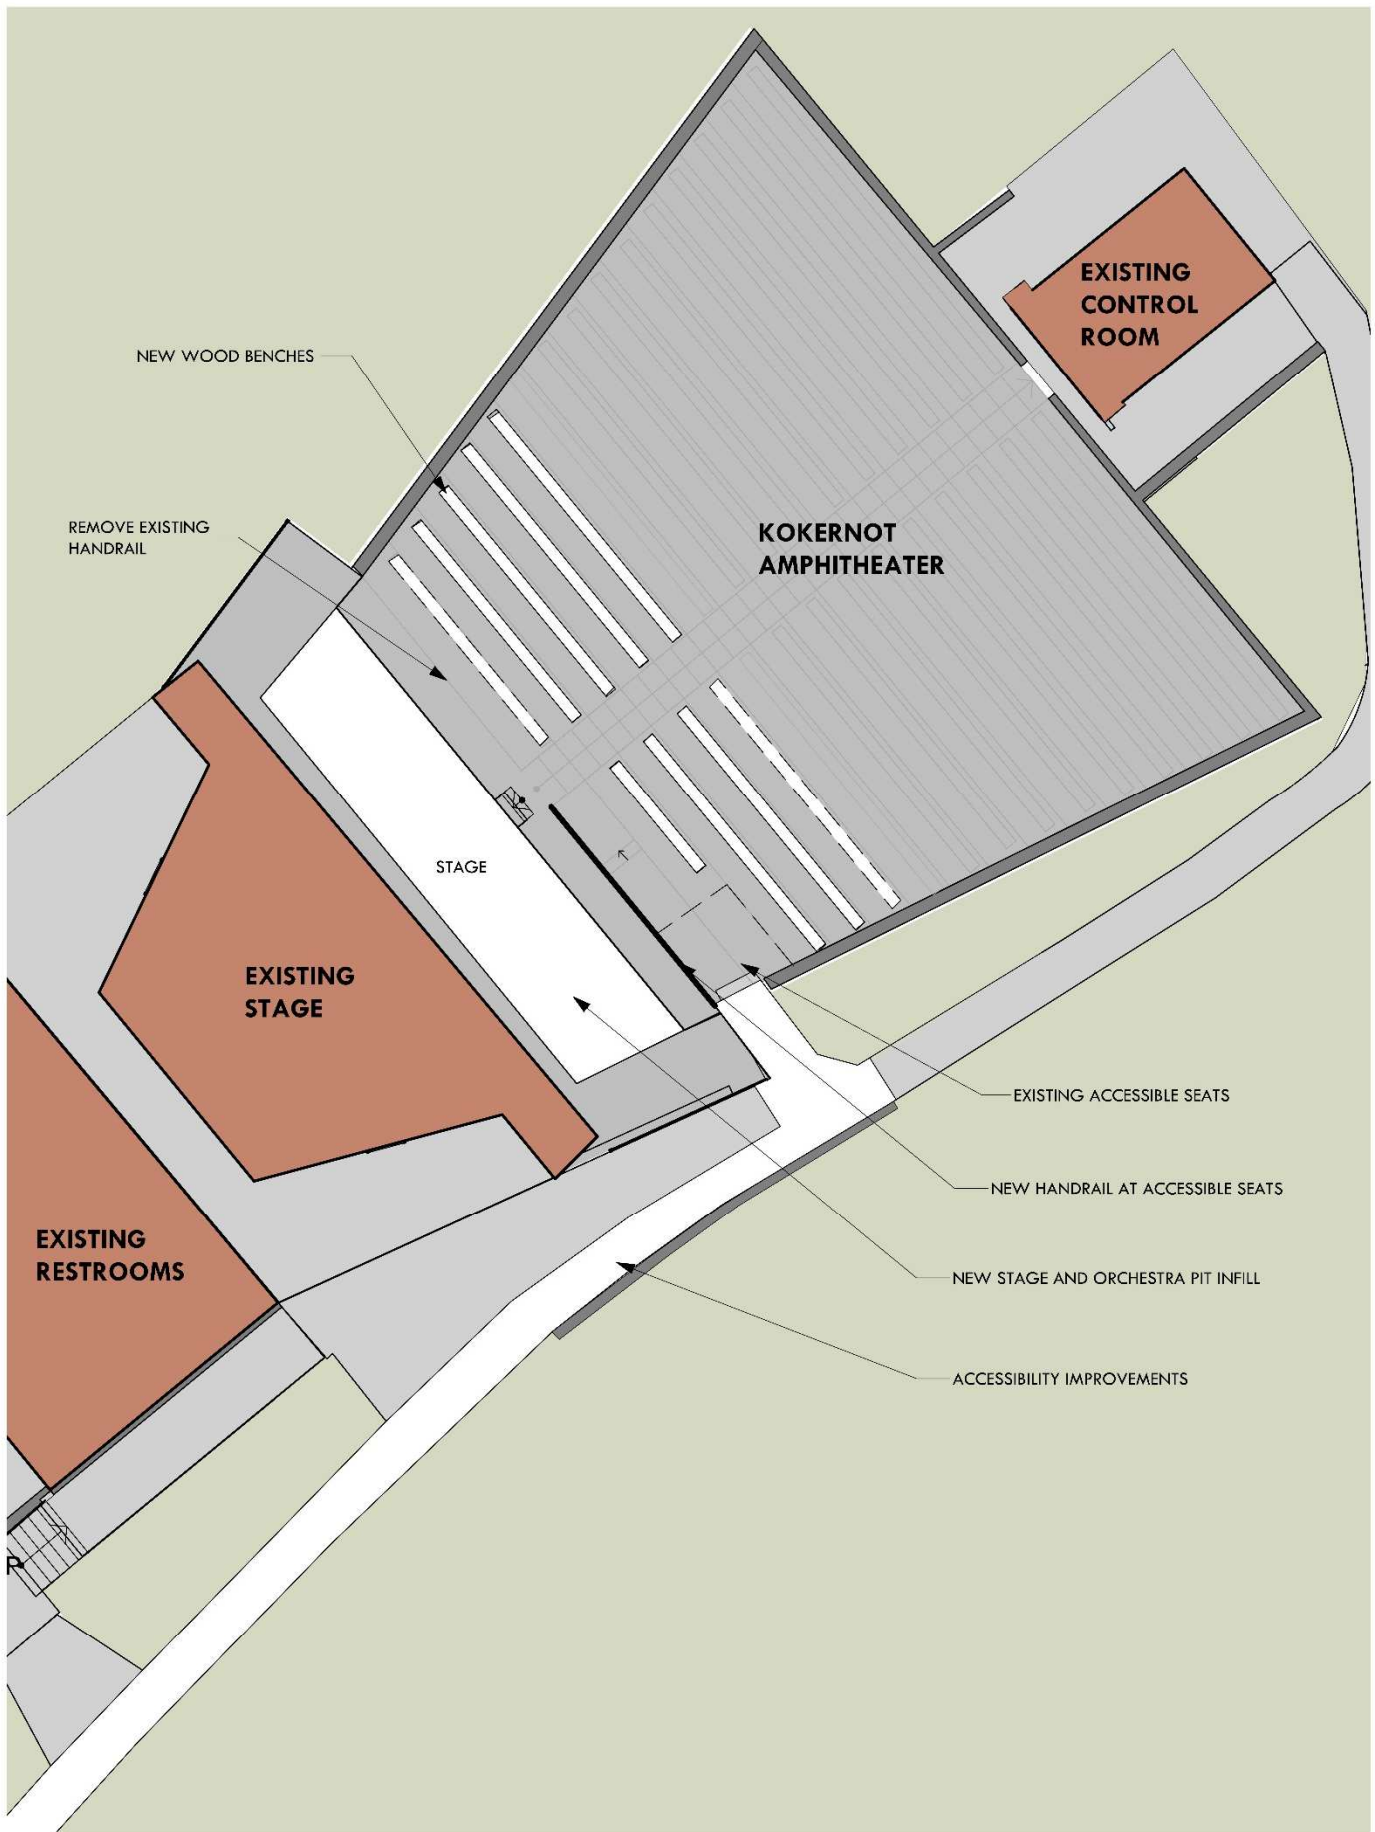 EXISTING
CONTROL
ROOM
NEW WOOD BENCHES
REMOVE EXISTING
HANDRAIL
KOKERNOT
AMPHITHEATER
STAGE
EXISTING
STAGE
EXISTING ACCESSIBLE SEATS
NEW HANDRAIL AT ACCESSIBLE SEATS
EXISTING
RESTROOMS
NEW STAGE AND ORCHESTRA PIT INFILL
ACCESSIBILITY IMPROVEMENTS